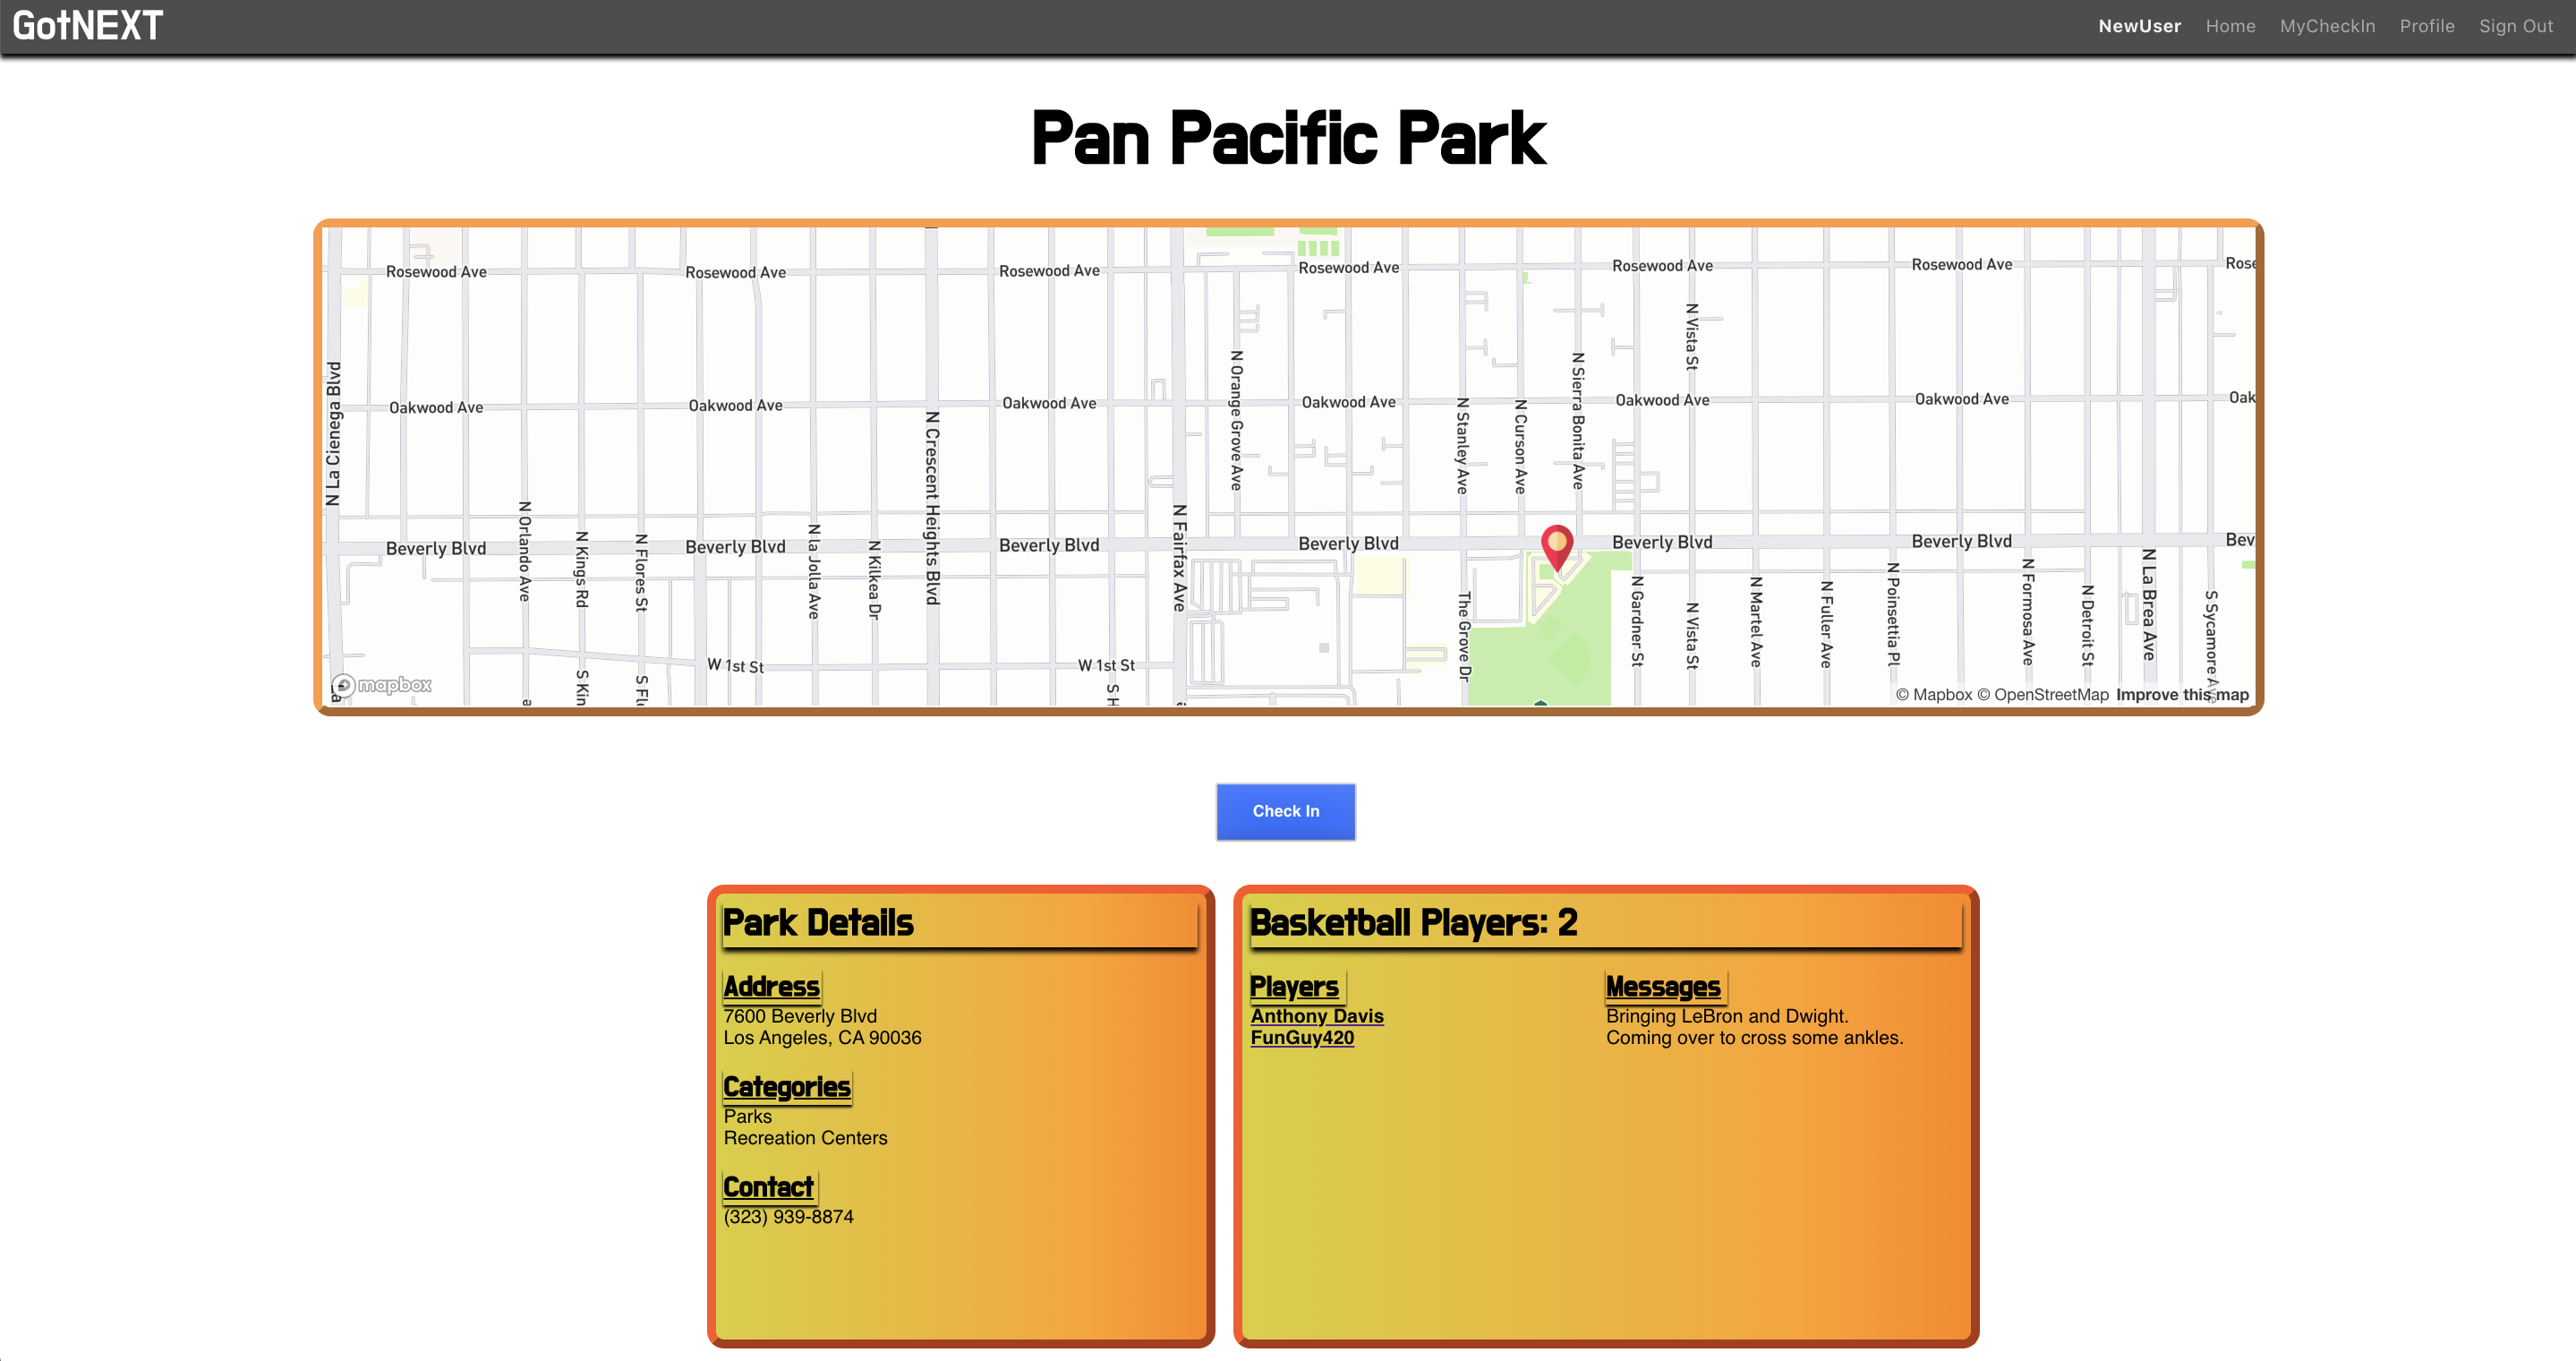 GotNEXT
NewUser Home MyCheckIn Profile Sign Out
Pan Pacific Park
Rosewood Ave Rosewood Ave Rosewood Ave Rosewood Ave Rosewood Ave Rosewood Ave Rose
N La Cienega Blvd
N Vista St
N Orange Grove Ave
N Sierra Bonita Ave
Oakwood Ave Oakwood Ave Oakwood Ave Oakwood Ave Oakwood Ave Oakwood Ave Oak
N Crescent Heights Blvd
N Stanley Ave
N Curson Ave
N Orlando Ave
N Kings Rd
N Flores St
N la Jolla Ave
N Kilkea Dr
N Fairfax Ave
Beverly Blvd Beverly Blvd Beverly Blvd Beverly Blvd Beverly Blvd Beverly Blvd Bev
The Grove Dr
N Gardner St
N Vista St
N Martel Ave
N Fuller Ave
N Poinsettia Pl
N Formosa Ave
N Detroit St
N La Brea Ave
S Sycamore Ave
W 1st St W 1st St
S Kin
S Flo
S H
mapbox
© Mapbox © OpenStreetMap Improve this map
Check In
Park Details
Address
7600 Beverly Blvd
Los Angeles, CA 90036
Categories
Parks
Recreation Centers
Contact
(323) 939-8874
Basketball Players: 2
Players
Anthony Davis
FunGuy420
Messages
Bringing LeBron and Dwight.
Coming over to cross some ankles.